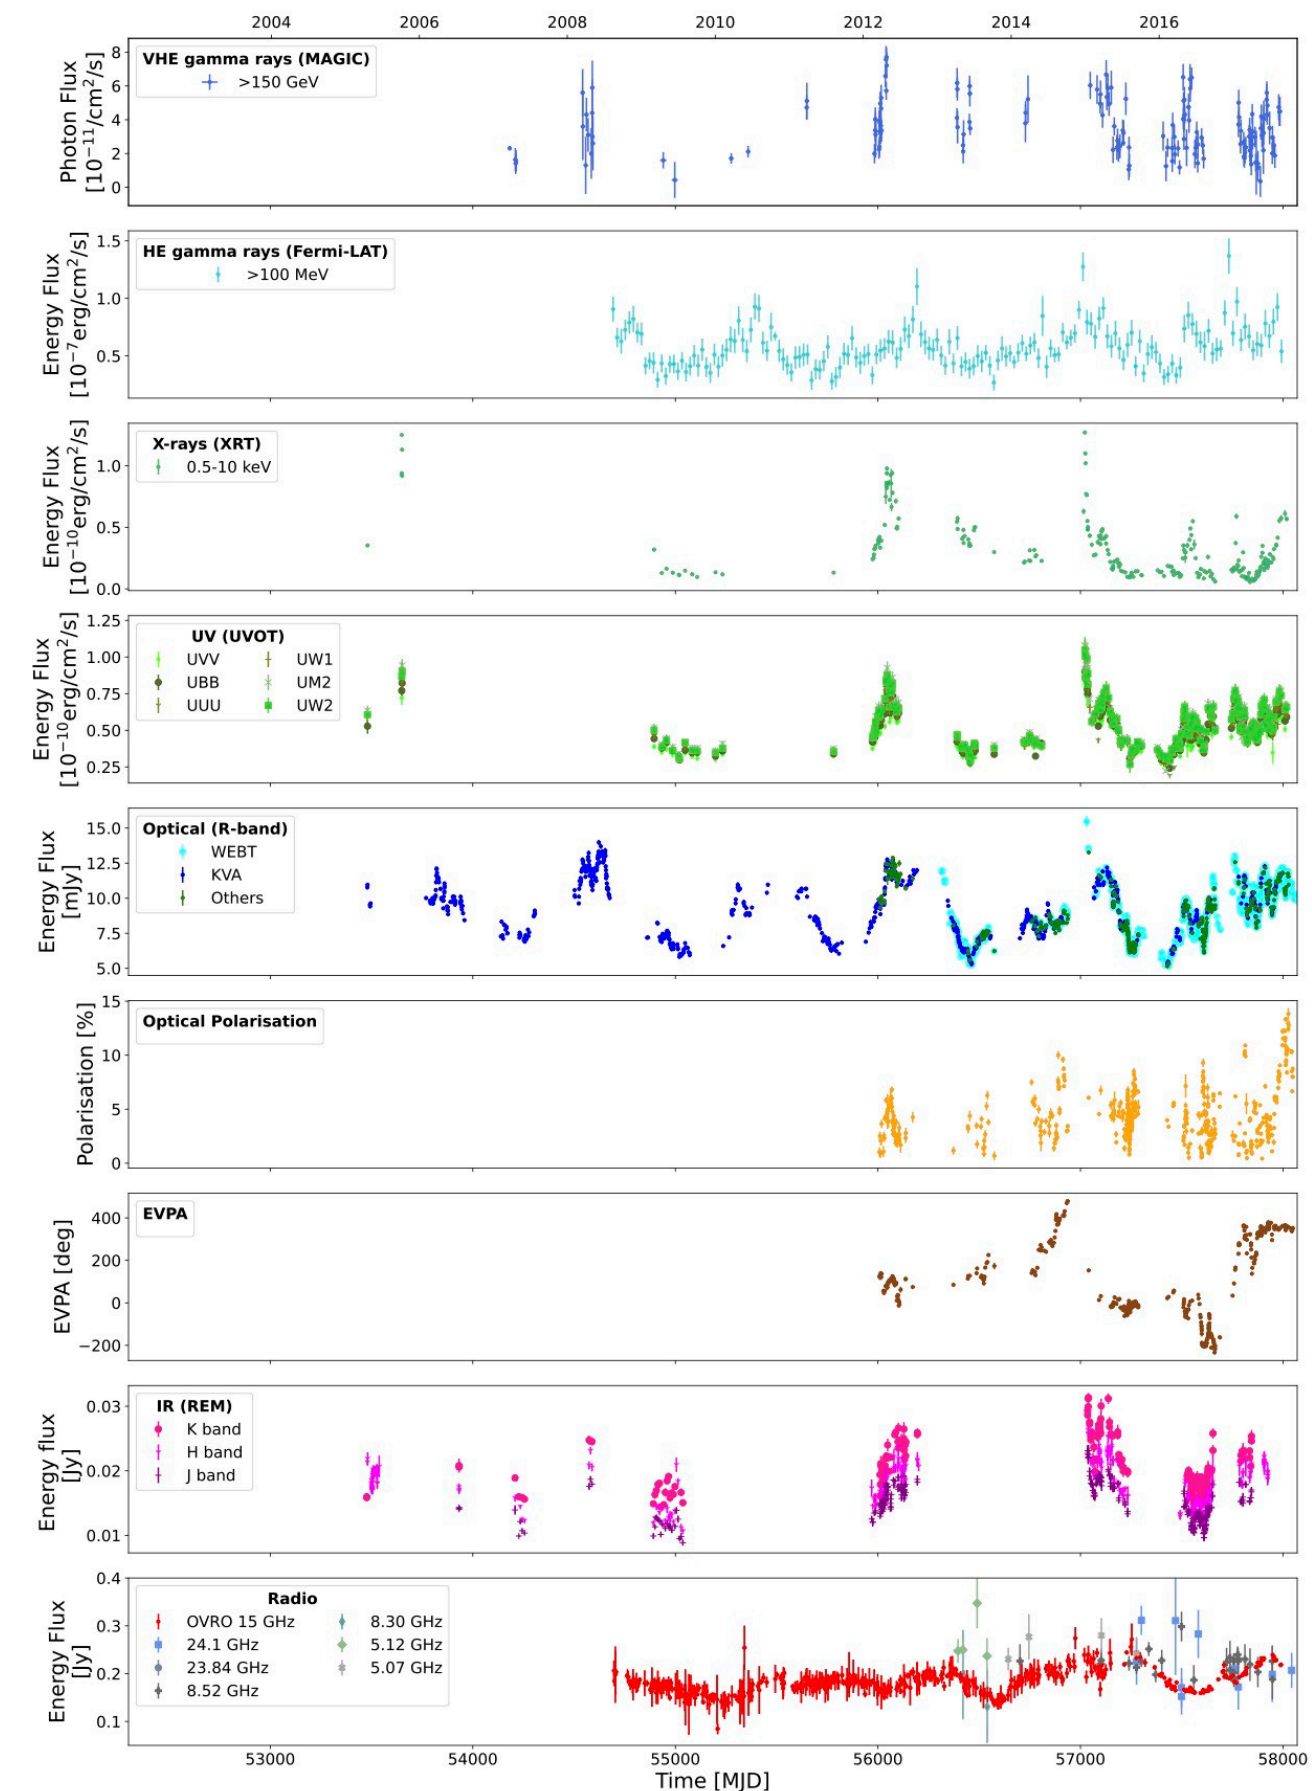 2004 2006 2008 2010 2012 2014 2016
VHE gamma rays (MAGIC)
>150 GeV
Photon Flux
[10⁻¹¹/cm²/s]
8
6
4
2
0
HE gamma rays (Fermi-LAT)
>100 MeV
Energy Flux
[10⁻⁷erg/cm²/s]
1.5
1.0
0.5
X-rays (XRT)
0.5-10 keV
Energy Flux
[10⁻¹⁰erg/cm²/s]
1.0
0.5
0.0
UV (UVOT)
UVV UW1
UBB UM2
UUU UW2
Energy Flux
[10⁻¹⁰erg/cm²/s]
1.25
1.00
0.75
0.50
0.25
Optical (R-band)
WEBT
KVA
Others
Energy Flux
[mJy]
15.0
12.5
10.0
7.5
5.0
Optical Polarisation
Polarisation [%]
15
10
5
0
EVPA
EVPA [deg]
400
200
0
−200
IR (REM)
K band
H band
J band
Energy flux
[Jy]
0.03
0.02
0.01
Radio
OVRO 15 GHz 8.30 GHz
24.1 GHz 5.12 GHz
23.84 GHz 5.07 GHz
8.52 GHz
Energy Flux
[Jy]
0.4
0.3
0.2
0.1
53000 54000 55000 56000 57000 58000
Time [MJD]